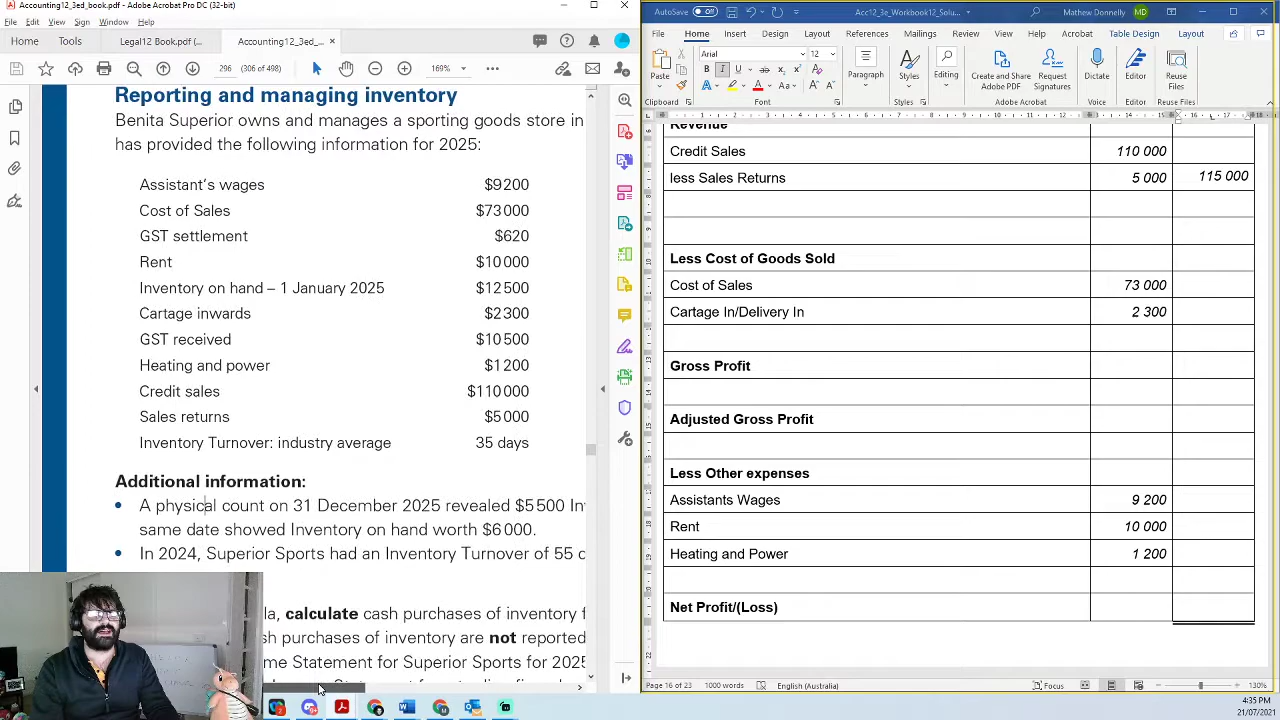 Accounting12_3ed_book.pdf - Adobe Acrobat Pro DC (32-bit)
File Edit View Sign Window Help
Home Tools Legal12 Book.pdf (... Accounting12_3ed_... ×
296 (306 of 498) 169%
Reporting and managing inventory
Benita Superior owns and manages a sporting goods store in
has provided the following information for 2025:
Assistant's wages $9200
Cost of Sales $73000
GST settlement $620
Rent $10000
Inventory on hand – 1 January 2025 $12500
Cartage inwards $2300
GST received $10500
Heating and power $1200
Credit sales $110000
Sales returns $5000
Inventory Turnover: industry average 35 days
Additional information:
• A physical count on 31 December 2025 revealed $5500 In
same date showed Inventory on hand worth $6000.
• In 2024, Superior Sports had an Inventory Turnover of 55
calculate cash purchases of inventory
purchases of inventory are not reported
Statement for Superior Sports for 2025
AutoSave Off Acc12_3e_Workbook12_Solu... Mathew Donnelly MD
File Home Insert Draw Design Layout References Mailings Review View Help Acrobat Table Design Layout
Paste Arial 12 Paragraph Styles Editing Create and Share Adobe PDF Request Signatures Dictate Editor Reuse Files
Clipboard Font Styles Adobe Acrobat Voice Editor Reuse Files
Revenue
Credit Sales 110 000
less Sales Returns 5 000 115 000
Less Cost of Goods Sold
Cost of Sales 73 000
Cartage In/Delivery in 2 300
Gross Profit
Adjusted Gross Profit
Less Other expenses
Assistants Wages 9 200
Rent 10 000
Heating and Power 1 200
Net Profit/(Loss)
Page 16 of 23 1000 words English (Australia) Focus 130%
4:35 PM
21/07/2021